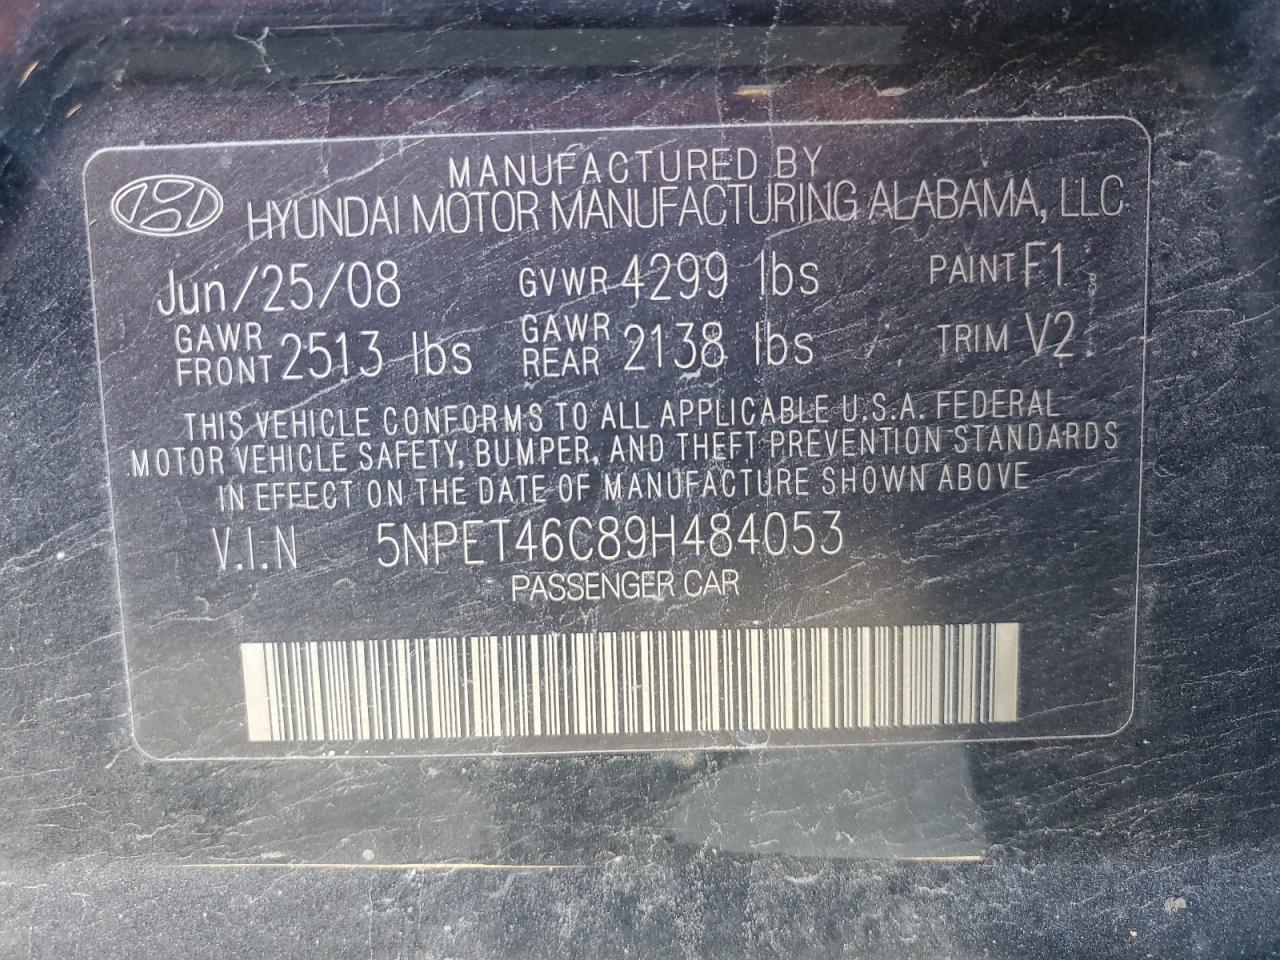 MANUFACTURED BY
HYUNDAI MOTOR MANUFACTURING ALABAMA, LLC
Jun/25/08 GVWR 4299 lbs PAINT F1
GAWR FRONT 2513 lbs GAWR REAR 2138 lbs TRIM V2
THIS VEHICLE CONFORMS TO ALL APPLICABLE U.S.A. FEDERAL
MOTOR VEHICLE SAFETY, BUMPER, AND THEFT PREVENTION STANDARDS
IN EFFECT ON THE DATE OF MANUFACTURE SHOWN ABOVE
V.I.N 5NPET46C89H484053
PASSENGER CAR